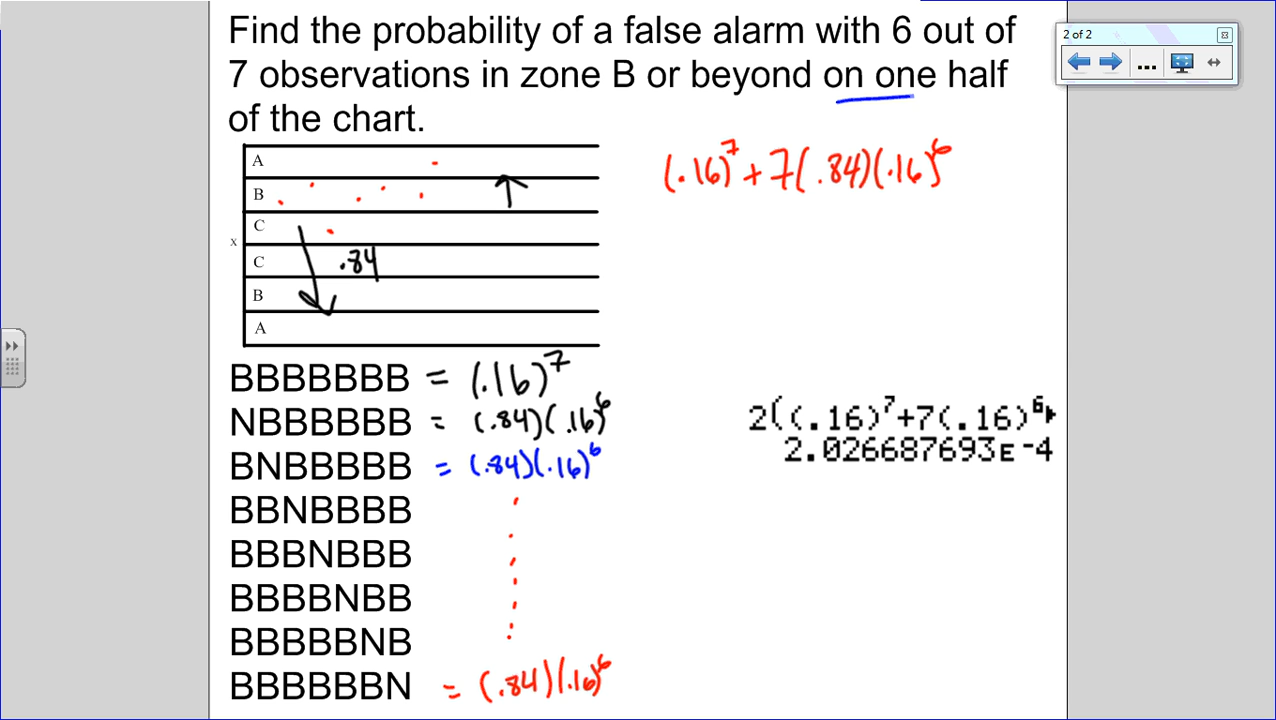 Find the probability of a false alarm with 6 out of
7 observations in zone B or beyond on one half
of the chart.
2 of 2
...
A
B
C
x
C
.84
B
A
(.16)^7 + 7(.84)(.16)^6
BBBBBBB = (.16)^7
NBBBBBB = (.84)(.16)^6
BNBBBBB = (.84)(.16)^6
BBNBBBB
BBBNBBB
BBBBNBB
BBBBBNB
BBBBBBN = (.84)(.16)^6
2((.16)^7+7(.16)^6
2.026687693E-4